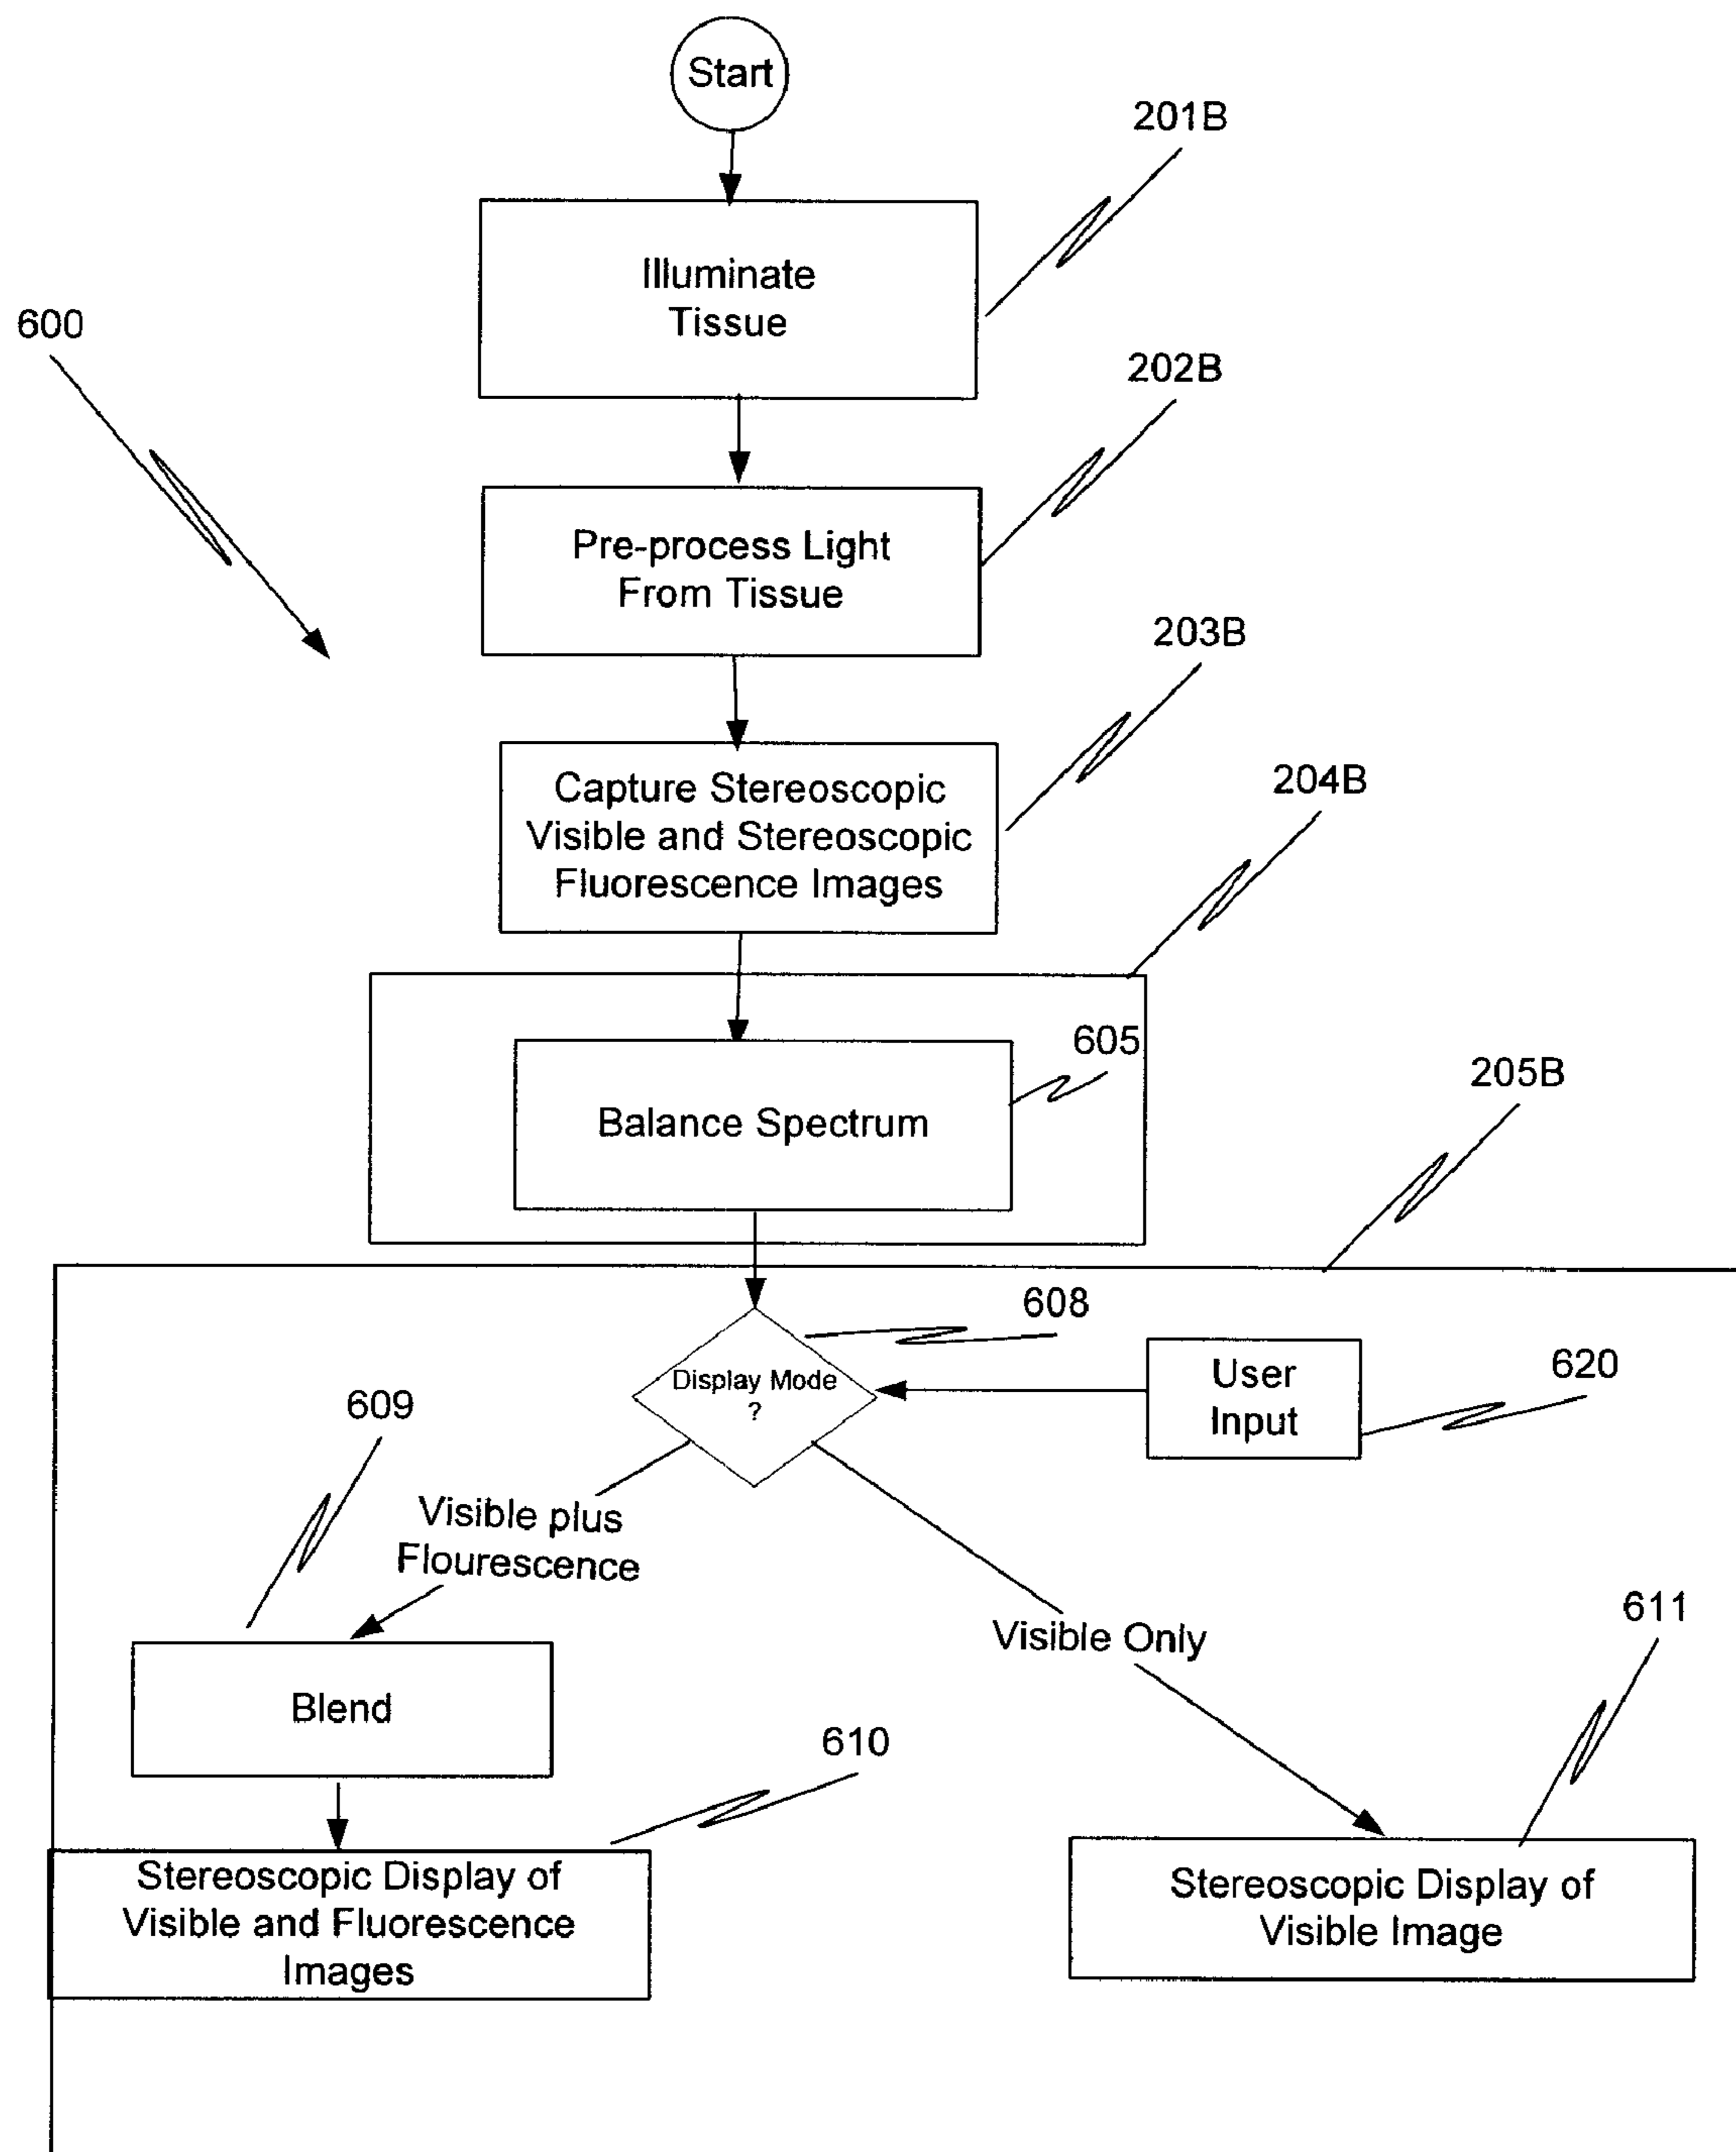 Start
201B
Illuminate
Tissue
600
202B
Pre-process Light
From Tissue
203B
Capture Stereoscopic
Visible and Stereoscopic
Fluorescence Images
204B
605
Balance Spectrum
205B
608
Display Mode
?
User
Input
620
609
Visible plus
Flourescence
Visible Only
611
Blend
610
Stereoscopic Display of
Visible and Fluorescence
Images
Stereoscopic Display of
Visible Image